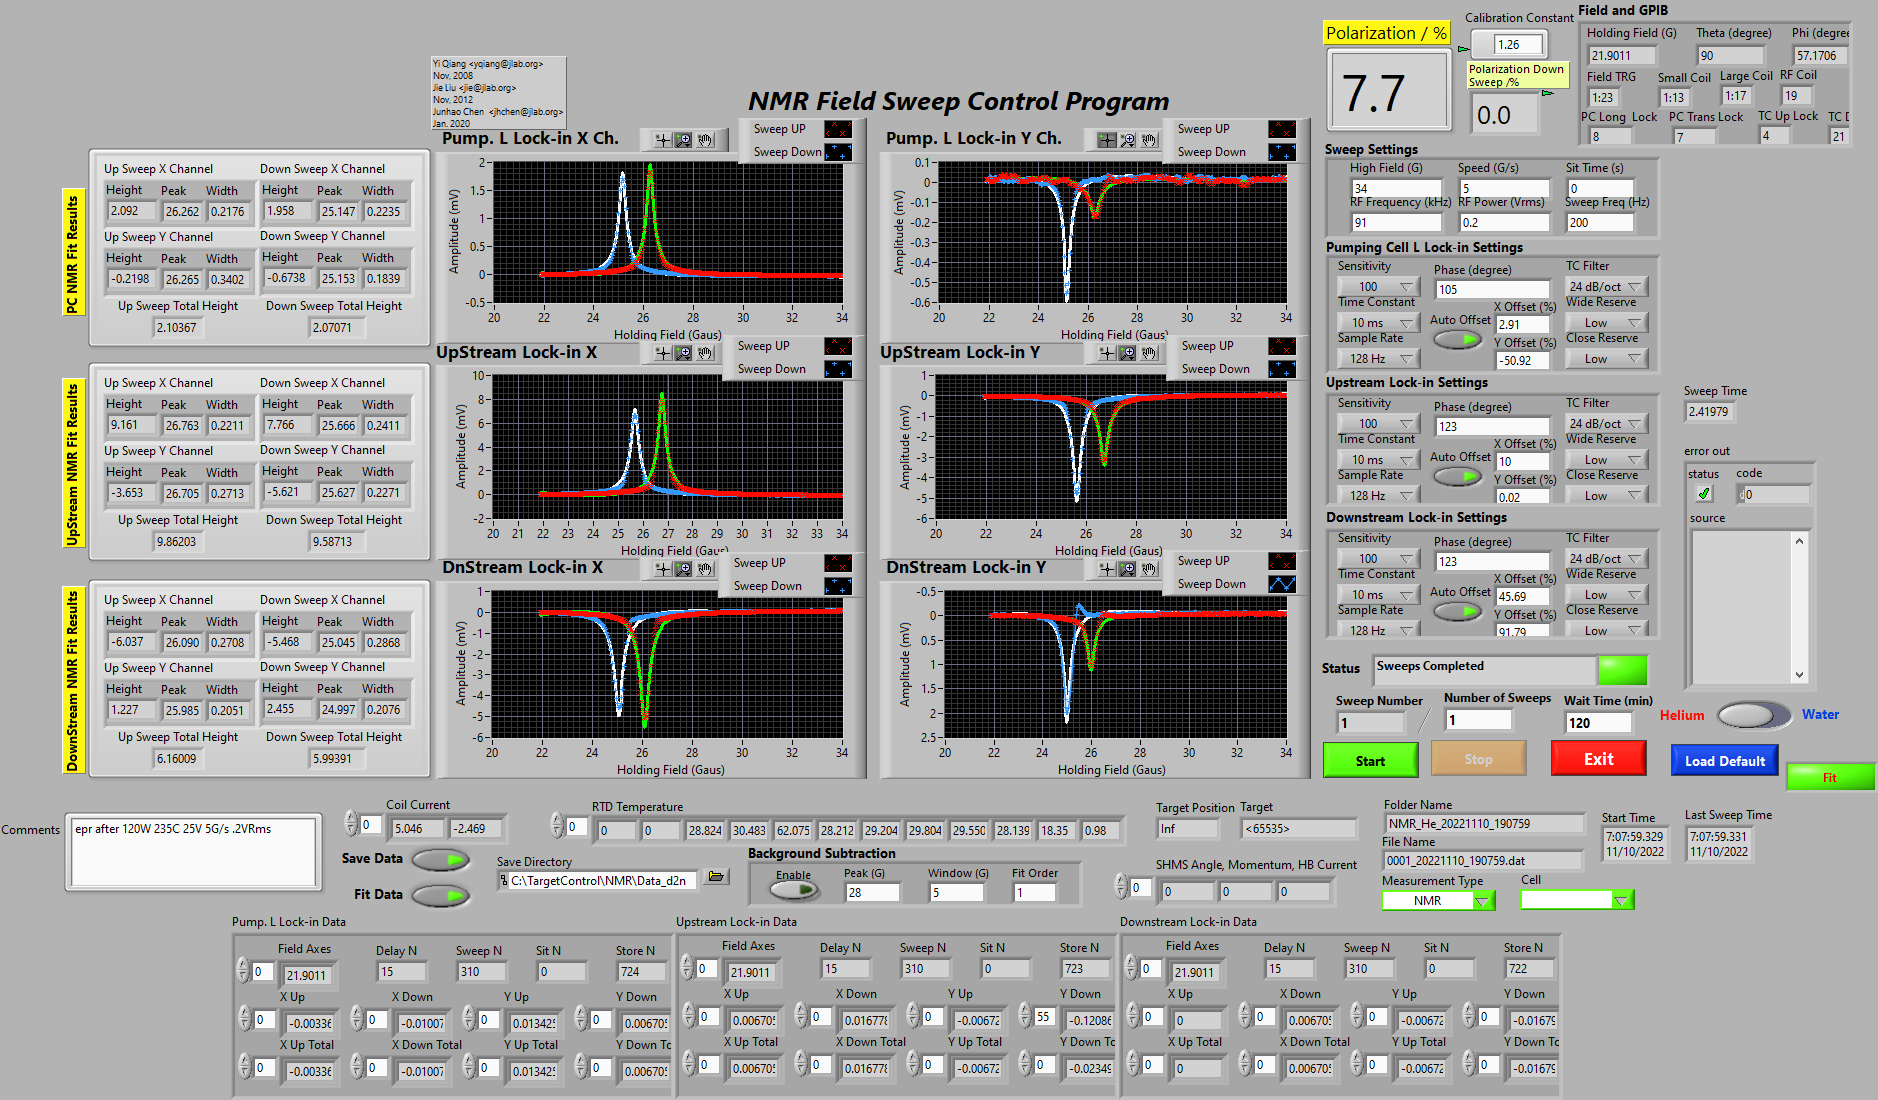 Yi Qiang <yqiang@jlab.org>
Nov, 2008
Jie Liu <jie@jlab.org>
Nov, 2012
Junhao Chen <jhchen@jlab.org>
Jan. 2020
NMR Field Sweep Control Program
Polarization / %
7.7
Calibration Constant
1.26
Polarization Down
Sweep /%
0.0
Field and GPIB
Holding Field (G) Theta (degree) Phi (degree
21.9011 90 57.1706
Field TRG Small Coil Large Coil RF Coil
1:23 1:13 1:17 19
PC Long Lock PC Trans Lock TC Up Lock TC D
8 7 4 21
PC NMR Fit Results
Up Sweep X Channel Down Sweep X Channel
Height Peak Width Height Peak Width
2.092 26.262 0.2176 1.958 25.147 0.2235
Up Sweep Y Channel Down Sweep Y Channel
Height Peak Width Height Peak Width
-0.2198 26.265 0.3402 -0.6738 25.153 0.1839
Up Sweep Total Height Down Sweep Total Height
2.10367 2.07071
Pump. L Lock-in X Ch.
Sweep UP
Sweep Down
Amplitude (mV)
2-
1.5-
1-
0.5-
0-
-0.5-
20 22 24 26 28 30 32 34
Holding Field (Gaus)
Pump. L Lock-in Y Ch.
Sweep UP
Sweep Down
Amplitude (mV)
0.1-
0-
-0.1-
-0.2-
-0.3-
-0.4-
-0.5-
-0.6-
20 22 24 26 28 30 32 34
Holding Field (Gaus)
UpStream NMR Fit Results
Up Sweep X Channel Down Sweep X Channel
Height Peak Width Height Peak Width
9.161 26.763 0.2211 7.766 25.666 0.2411
Up Sweep Y Channel Down Sweep Y Channel
Height Peak Width Height Peak Width
-3.653 26.705 0.2713 -5.621 25.627 0.2271
Up Sweep Total Height Down Sweep Total Height
9.86203 9.58713
UpStream Lock-in X
Sweep UP
Sweep Down
Amplitude (mV)
10-
8-
6-
4-
2-
0-
-2-
20 21 22 23 24 25 26 27 28 29 30 31 32 33 34
Holding Field (Gaus)
UpStream Lock-in Y
Sweep UP
Sweep Down
Amplitude (mV)
1-
0-
-1-
-2-
-3-
-4-
-5-
-6-
20 22 24 26 28 30 32 34
Holding Field (Gaus)
DownStream NMR Fit Results
Up Sweep X Channel Down Sweep X Channel
Height Peak Width Height Peak Width
-6.037 26.090 0.2708 -5.468 25.045 0.2868
Up Sweep Y Channel Down Sweep Y Channel
Height Peak Width Height Peak Width
1.227 25.985 0.2051 2.455 24.997 0.2076
Up Sweep Total Height Down Sweep Total Height
6.16009 5.99391
DnStream Lock-in X
Sweep UP
Sweep Down
Amplitude (mV)
1-
0-
-1-
-2-
-3-
-4-
-5-
-6-
20 22 24 26 28 30 32 34
Holding Field (Gaus)
DnStream Lock-in Y
Sweep UP
Sweep Down
Amplitude (mV)
-0.5-
0-
0.5-
1-
1.5-
2-
2.5-
20 22 24 26 28 30 32 34
Holding Field (Gaus)
Sweep Settings
High Field (G) Speed (G/s) Sit Time (s)
34 5 0
RF Frequency (kHz) RF Power (Vrms) Sweep Freq (Hz)
91 0.2 200
Pumping Cell L Lock-in Settings
Sensitivity Phase (degree) TC Filter
100 105 24 dB/oct
Time Constant X Offset (%) Wide Reserve
10 ms Auto Offset 2.91 Low
Sample Rate Y Offset (%) Close Reserve
128 Hz -50.92 Low
Upstream Lock-in Settings
Sensitivity Phase (degree) TC Filter
100 123 24 dB/oct
Time Constant X Offset (%) Wide Reserve
10 ms Auto Offset 10 Low
Sample Rate Y Offset (%) Close Reserve
128 Hz 0.02 Low
Downstream Lock-in Settings
Sensitivity Phase (degree) TC Filter
100 123 24 dB/oct
Time Constant X Offset (%) Wide Reserve
10 ms Auto Offset 45.69 Low
Sample Rate Y Offset (%) Close Reserve
128 Hz 91.79 Low
Sweep Time
2.41979
error out
status code
0
source
Status Sweeps Completed
Sweep Number Number of Sweeps Wait Time (min)
1 / 1 120
Helium Water
Start Stop Exit Load Default Fit
Comments
epr after 120W 235C 25V 5G/s .2VRms
Coil Current
0 5.046 -2.469
Save Data
Fit Data
RTD Temperature
0 0 0 28.824 30.483 62.075 28.212 29.204 29.804 29.550 28.139 18.35 0.98
Save Directory
C:\TargetControl\NMR\Data_d2n
Background Subtraction
Enable Peak (G) Window (G) Fit Order
28 5 1
Target Position Target
Inf <65535>
SHMS Angle, Momentum, HB Current
0 0 0 0
Folder Name
NMR_He_20221110_190759
File Name
0001_20221110_190759.dat
Measurement Type Cell
NMR
Start Time
7:07:59.329
11/10/2022
Last Sweep Time
7:07:59.331
11/10/2022
Pump. L Lock-in Data
Field Axes Delay N Sweep N Sit N Store N
0 21.9011 15 310 0 724
X Up X Down Y Up Y Down
0 -0.00336 0 -0.01007 0 0.01342 0 0.00670
X Up Total X Down Total Y Up Total Y Down To
0 -0.00336 0 -0.01007 0 0.01342 0 0.00670
Upstream Lock-in Data
Field Axes Delay N Sweep N Sit N Store N
0 21.9011 15 310 0 723
X Up X Down Y Up Y Down
0 0.00670 0 0.016778 0 -0.00672 55 -0.12086
X Up Total X Down Total Y Up Total Y Down To
0 0.00670 0 0.016778 0 -0.00672 0 -0.02349
Downstream Lock-in Data
Field Axes Delay N Sweep N Sit N Store N
0 21.9011 15 310 0 722
X Up X Down Y Up Y Down
0 0 0 0.00670 0 -0.00672 0 -0.01679
X Up Total X Down Total Y Up Total Y Down To
0 0 0 0.00670 0 -0.00672 0 -0.01679